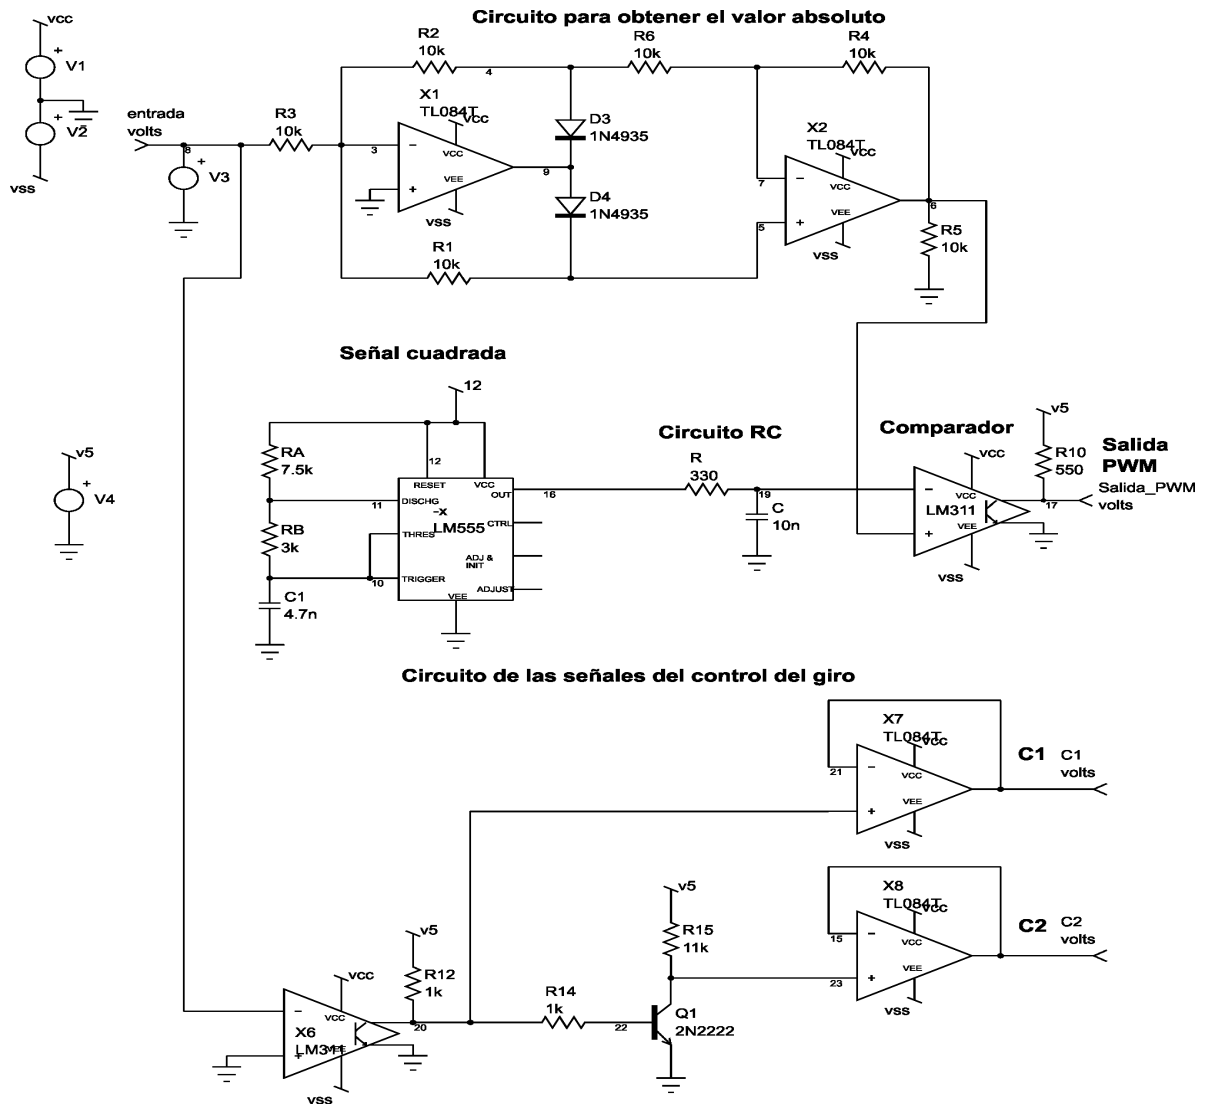 Circuito para obtener el valor absoluto
vcc
V1
V2
vss
entrada
volts
8
V3
R3
10k
R2
10k
4
R6
10k
R4
10k
X1
TL084T
vcc
3
VCC
VEE
vss
9
D3
1N4935
D4
1N4935
R1
10k
X2
TL084T
vcc
7
5
VCC
VEE
vss
6
R5
10k
Señal cuadrada
12
RA
7.5k
RB
3k
C1
4.7n
12
RESET
VCC
OUT
16
11
DISCHG
-X
LM555
CTRL
THRES
ADJ &
INIT
10
TRIGGER
ADJUST
VEE
v5
V4
Circuito RC
R
330
19
C
10n
Comparador
vcc
VCC
LM311
VEE
vss
v5
R10
550
17
Salida
PWM
Salida_PWM
volts
Circuito de las señales del control del giro
X7
TL084T
vcc
21
VCC
VEE
vss
C1
C1
volts
X8
TL084T
vcc
15
23
VCC
VEE
vss
C2
C2
volts
v5
R15
11k
v5
R12
1k
20
R14
1k
22
Q1
2N2222
vcc
VCC
X6
LM311
VEE
vss